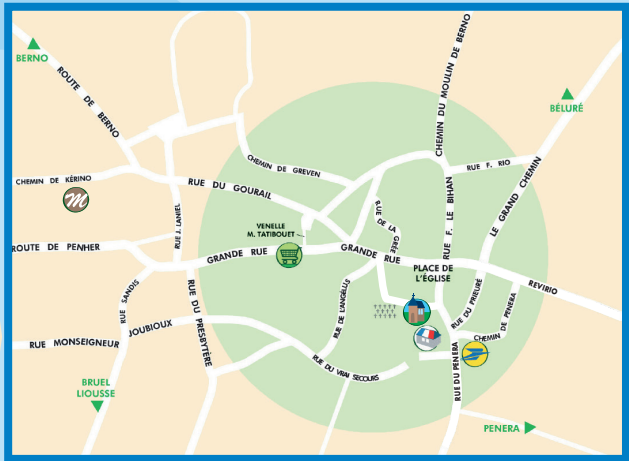 BERNO
ROUTE DE BERNO
CHEMIN DU MOULIN DE BERNO
BÉLURÉ
CHEMIN DE KÉRINO
M
RUE DU GOURAIL
CHEMIN DE GREVEN
RUE F. RIO
LE GRAND CHEMIN
RUE J. LANIEL
VENELLE
M. TATIBOUET
RUE DE LA GRÉE
RUE F. LE BIHAN
ROUTE DE PENHER
GRANDE RUE
GRANDE RUE
PLACE DE
L'ÉGLISE
REVIRIO
RUE SANDIS
RUE DU PRESBYTÈRE
RUE DE L'ANGÉLUS
RUE DU PRIEURÉ
CHEMIN DE PENERA
RUE MONSEIGNEUR JOUBIOUX
RUE DU VRAI SECOURS
RUE DU PENERA
BRUEL
LIOUSSE
PENERA